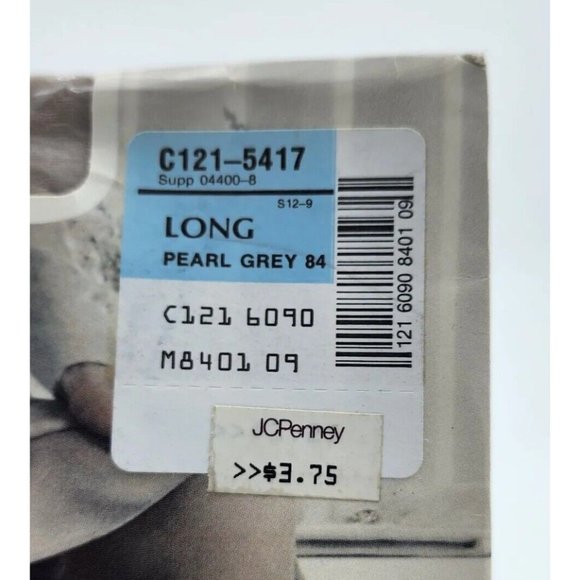 C121–5417
Supp 04400–8
S12–9
LONG
PEARL GREY 84
C121 6090
M8401 09
121 6090 8401 09
JCPenney
>>$3.75